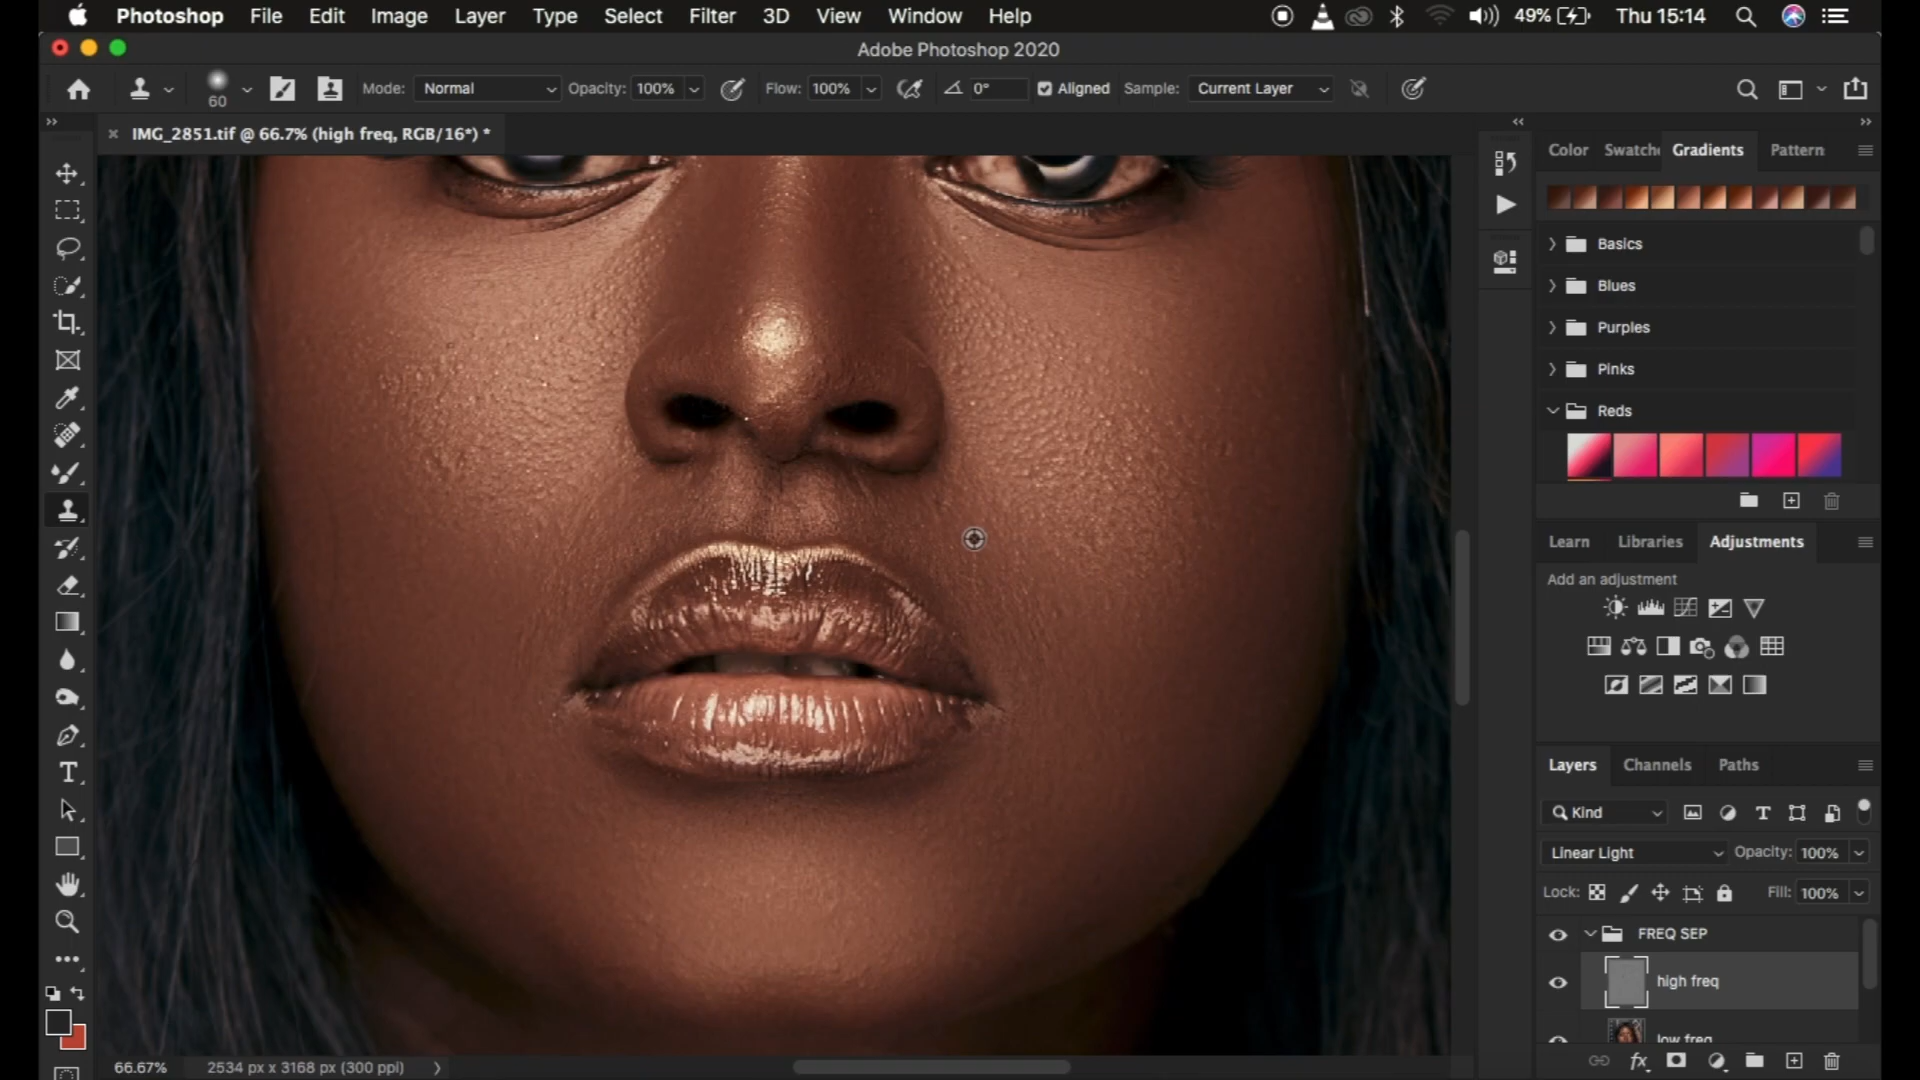 Photoshop File Edit Image Layer Type Select Filter 3D View Window Help 49% Thu 15:14
Adobe Photoshop 2020
60 Mode: Normal Opacity: 100% Flow: 100% 0° Aligned Sample: Current Layer
IMG_2851.tif @ 66.7% (high freq, RGB/16*) *
Color Swatche Gradients Pattern
Basics
Blues
Purples
Pinks
Reds
Learn Libraries Adjustments
Add an adjustment
Layers Channels Paths
Kind
Linear Light Opacity: 100%
Lock: Fill: 100%
FREQ SEP
high freq
low freq
66.67% 2534 px x 3168 px (300 ppi)